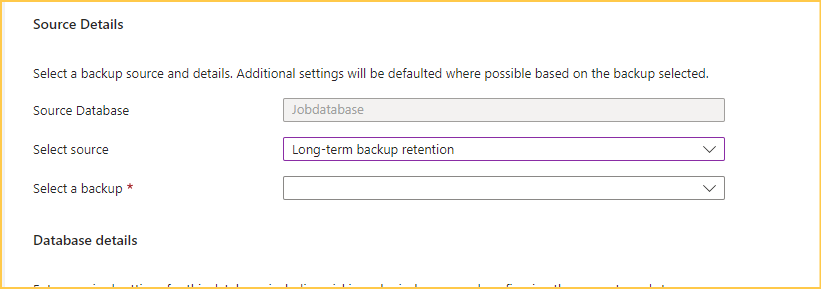 Source Details
Select a backup source and details. Additional settings will be defaulted where possible based on the backup selected.
Source Database Jobdatabase
Select source Long-term backup retention
Select a backup *
Database details